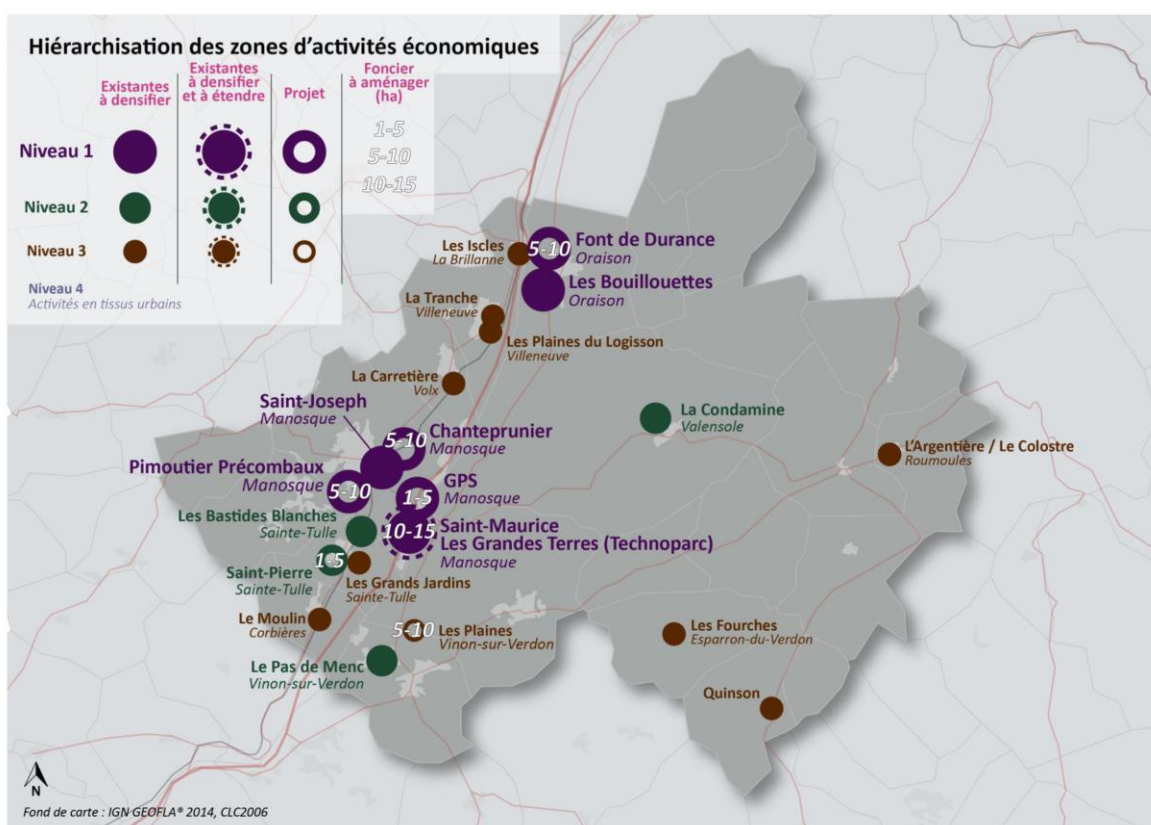 Hiérarchisation des zones d'activités économiques
Existantes
à densifier
Existantes
à densifier
et à étendre
Projet
Foncier
à aménager
(ha)
Niveau 1
1-5
5-10
10-15
Niveau 2
Niveau 3
Niveau 4
Activités en tissus urbains
Les Iscles
La Brillanne
5-10
Font de Durance
Oraison
Les Bouillouettes
Oraison
La Tranche
Villeneuve
Les Plaines du Logisson
Villeneuve
La Carretière
Volx
Saint-Joseph
Manosque
5-10
Chanteprunier
Manosque
La Condamine
Valensole
L'Argentière / Le Colostre
Roumoules
Pimoutier Précombaux
Manosque
5-10
1-5
GPS
Manosque
Les Bastides Blanches
Sainte-Tulle
10-15
Saint-Maurice
Les Grandes Terres (Technoparc)
Manosque
1-5
Saint-Pierre
Sainte-Tulle
Les Grands Jardins
Sainte-Tulle
Le Moulin
Corbières
5-10
Les Plaines
Vinon-sur-Verdon
Les Fourches
Esparron-du-Verdon
Le Pas de Menc
Vinon-sur-Verdon
Quinson
N
Fond de carte : IGN GEOFLA® 2014, CLC2006